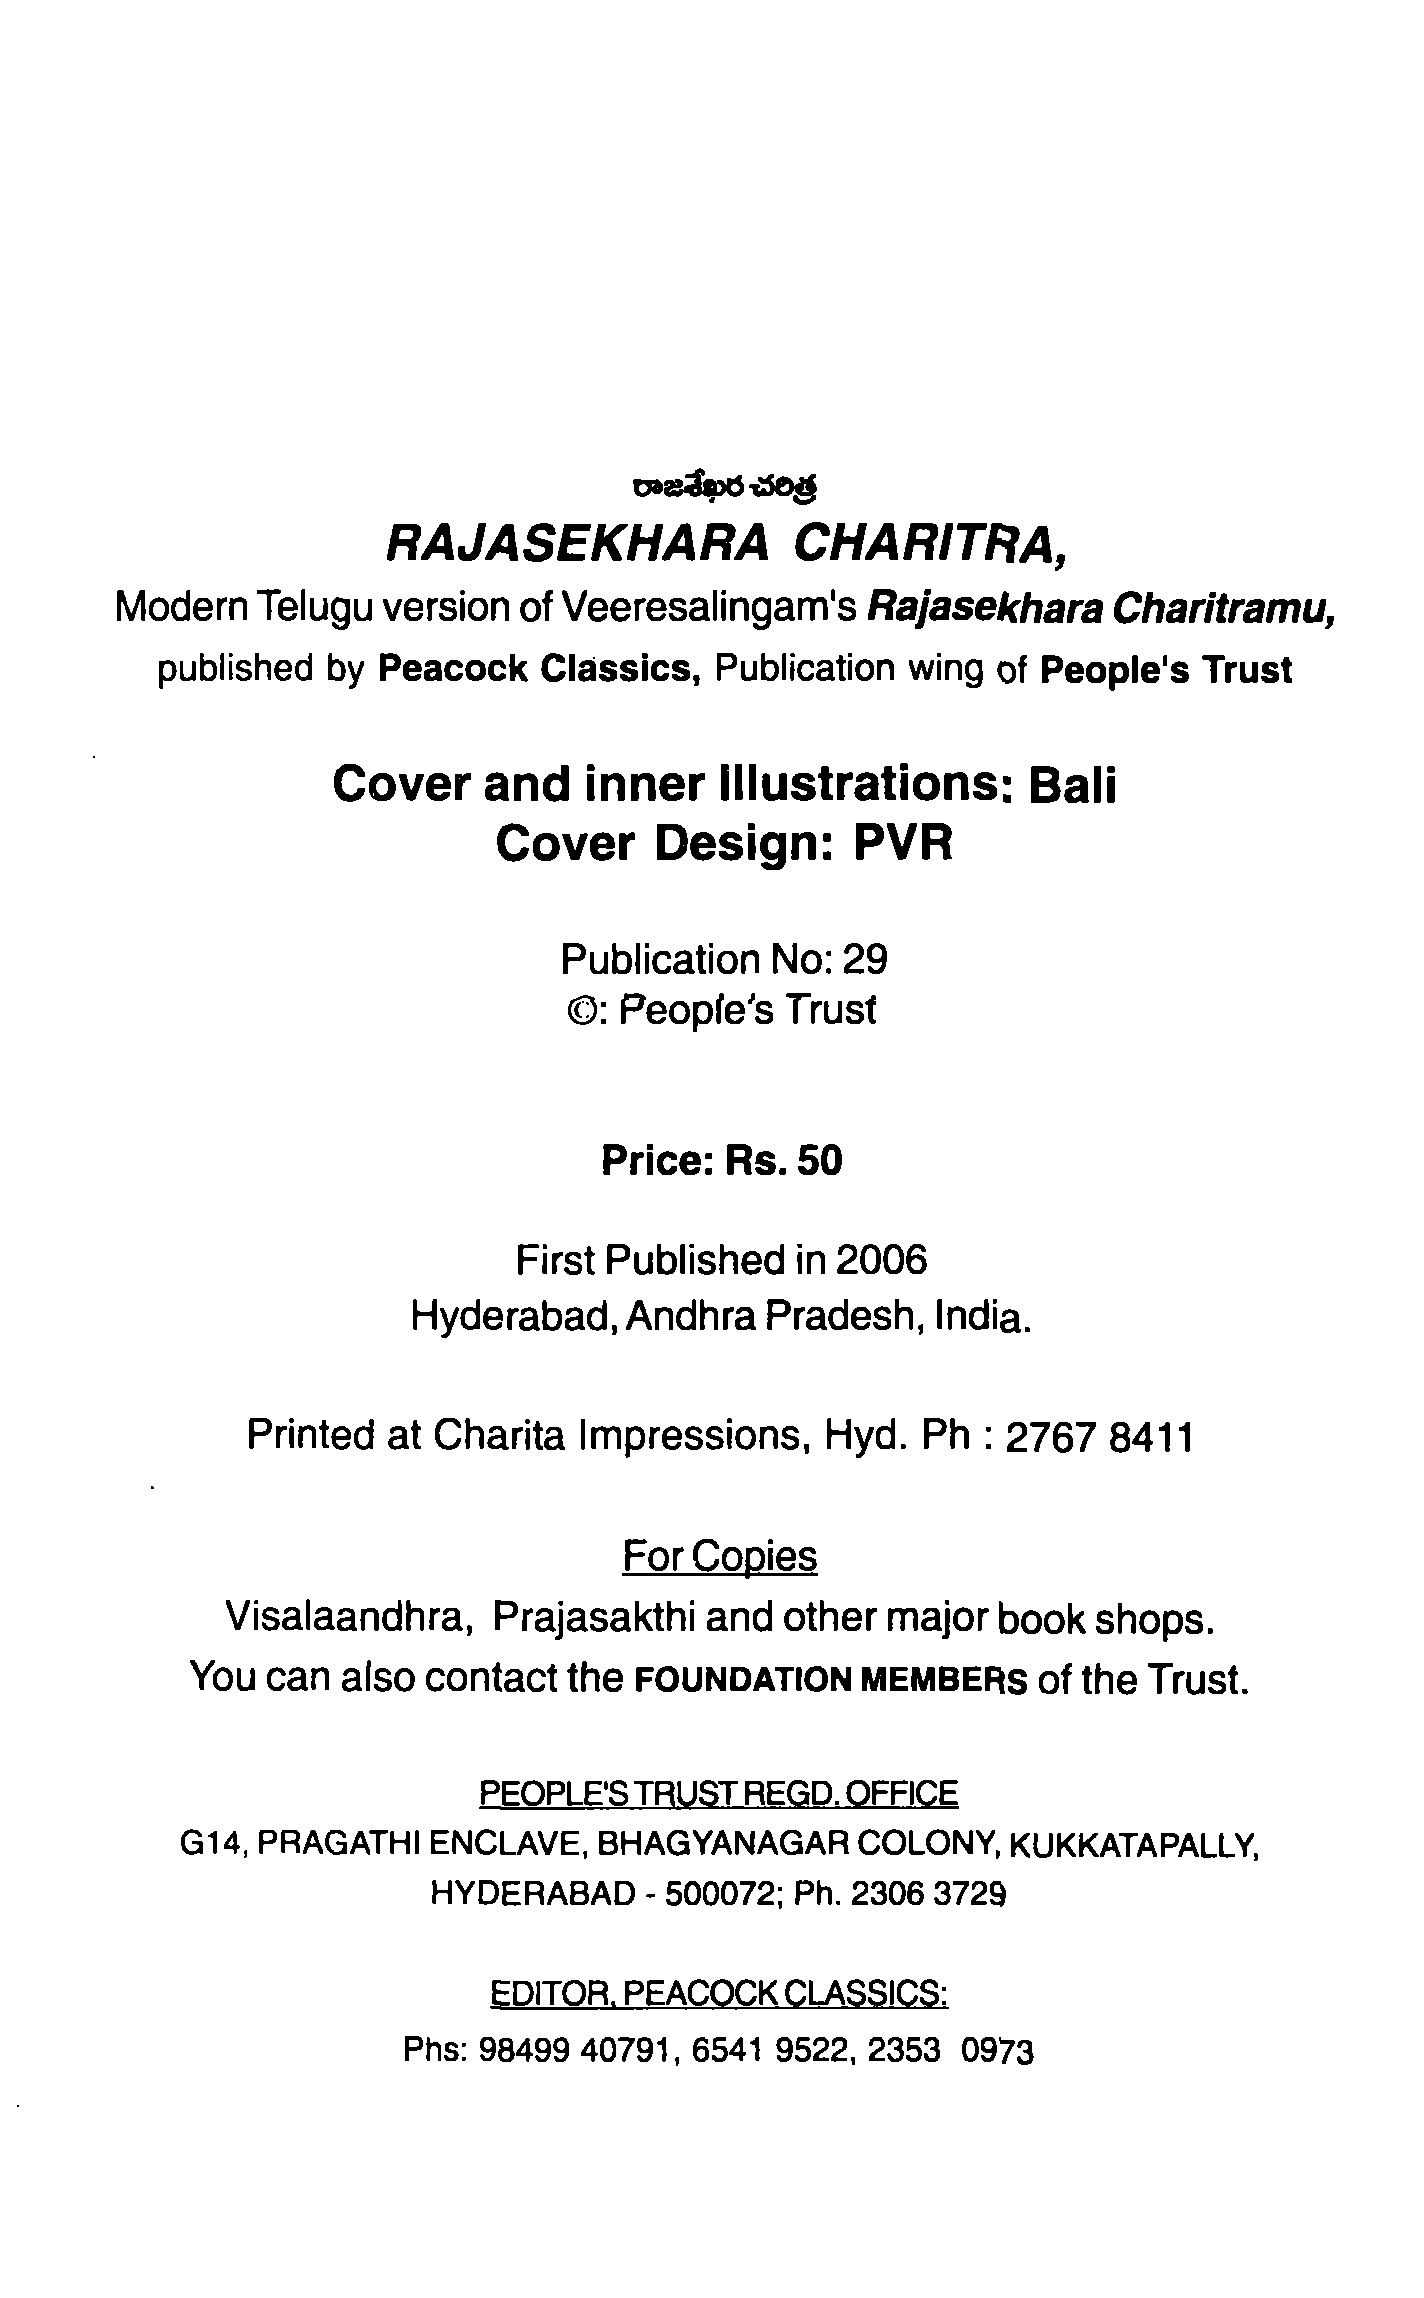 రాజశేఖర చరిత్ర
RAJASEKHARA CHARITRA,
Modern Telugu version of Veeresalingam's Rajasekhara Charitramu,
published by Peacock Classics, Publication wing of People's Trust
Cover and inner Illustrations: Bali
Cover Design: PVR
Publication No: 29
©: People's Trust
Price: Rs. 50
First Published in 2006
Hyderabad, Andhra Pradesh, India.
Printed at Charita Impressions, Hyd. Ph : 2767 8411
For Copies
Visalaandhra, Prajasakthi and other major book shops.
You can also contact the FOUNDATION MEMBERS of the Trust.
PEOPLE'S TRUST REGD. OFFICE
G14, PRAGATHI ENCLAVE, BHAGYANAGAR COLONY, KUKKATAPALLY,
HYDERABAD - 500072; Ph. 2306 3729
EDITOR, PEACOCK CLASSICS:
Phs: 98499 40791, 6541 9522, 2353 0973